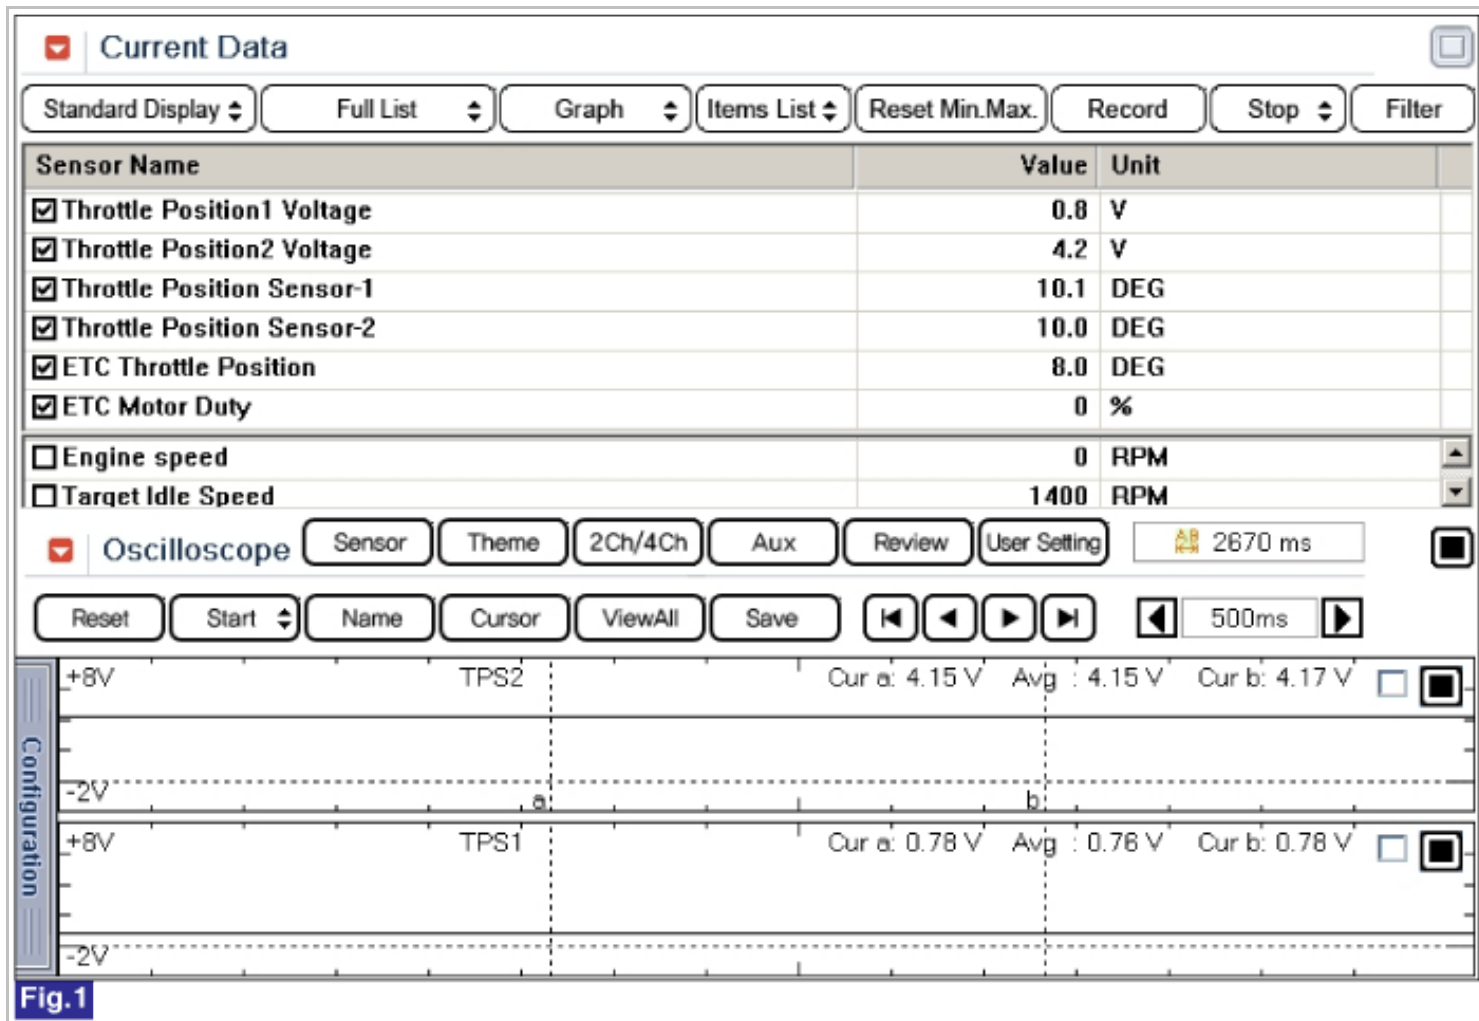 Current Data
Standard Display Full List Graph Items List Reset Min.Max. Record Stop Filter
Sensor Name Value Unit
Throttle Position1 Voltage 0.8 V
Throttle Position2 Voltage 4.2 V
Throttle Position Sensor-1 10.1 DEG
Throttle Position Sensor-2 10.0 DEG
ETC Throttle Position 8.0 DEG
ETC Motor Duty 0 %
Engine speed 0 RPM
Target Idle Speed 1400 RPM
Oscilloscope Sensor Theme 2Ch/4Ch Aux Review User Setting AB 2670 ms
Reset Start Name Cursor ViewAll Save 500ms
Configuration
+8V TPS2 Cur a: 4.15 V Avg : 4.15 V Cur b: 4.17 V
-2V a b
+8V TPS1 Cur a: 0.78 V Avg : 0.76 V Cur b: 0.78 V
-2V
Fig.1